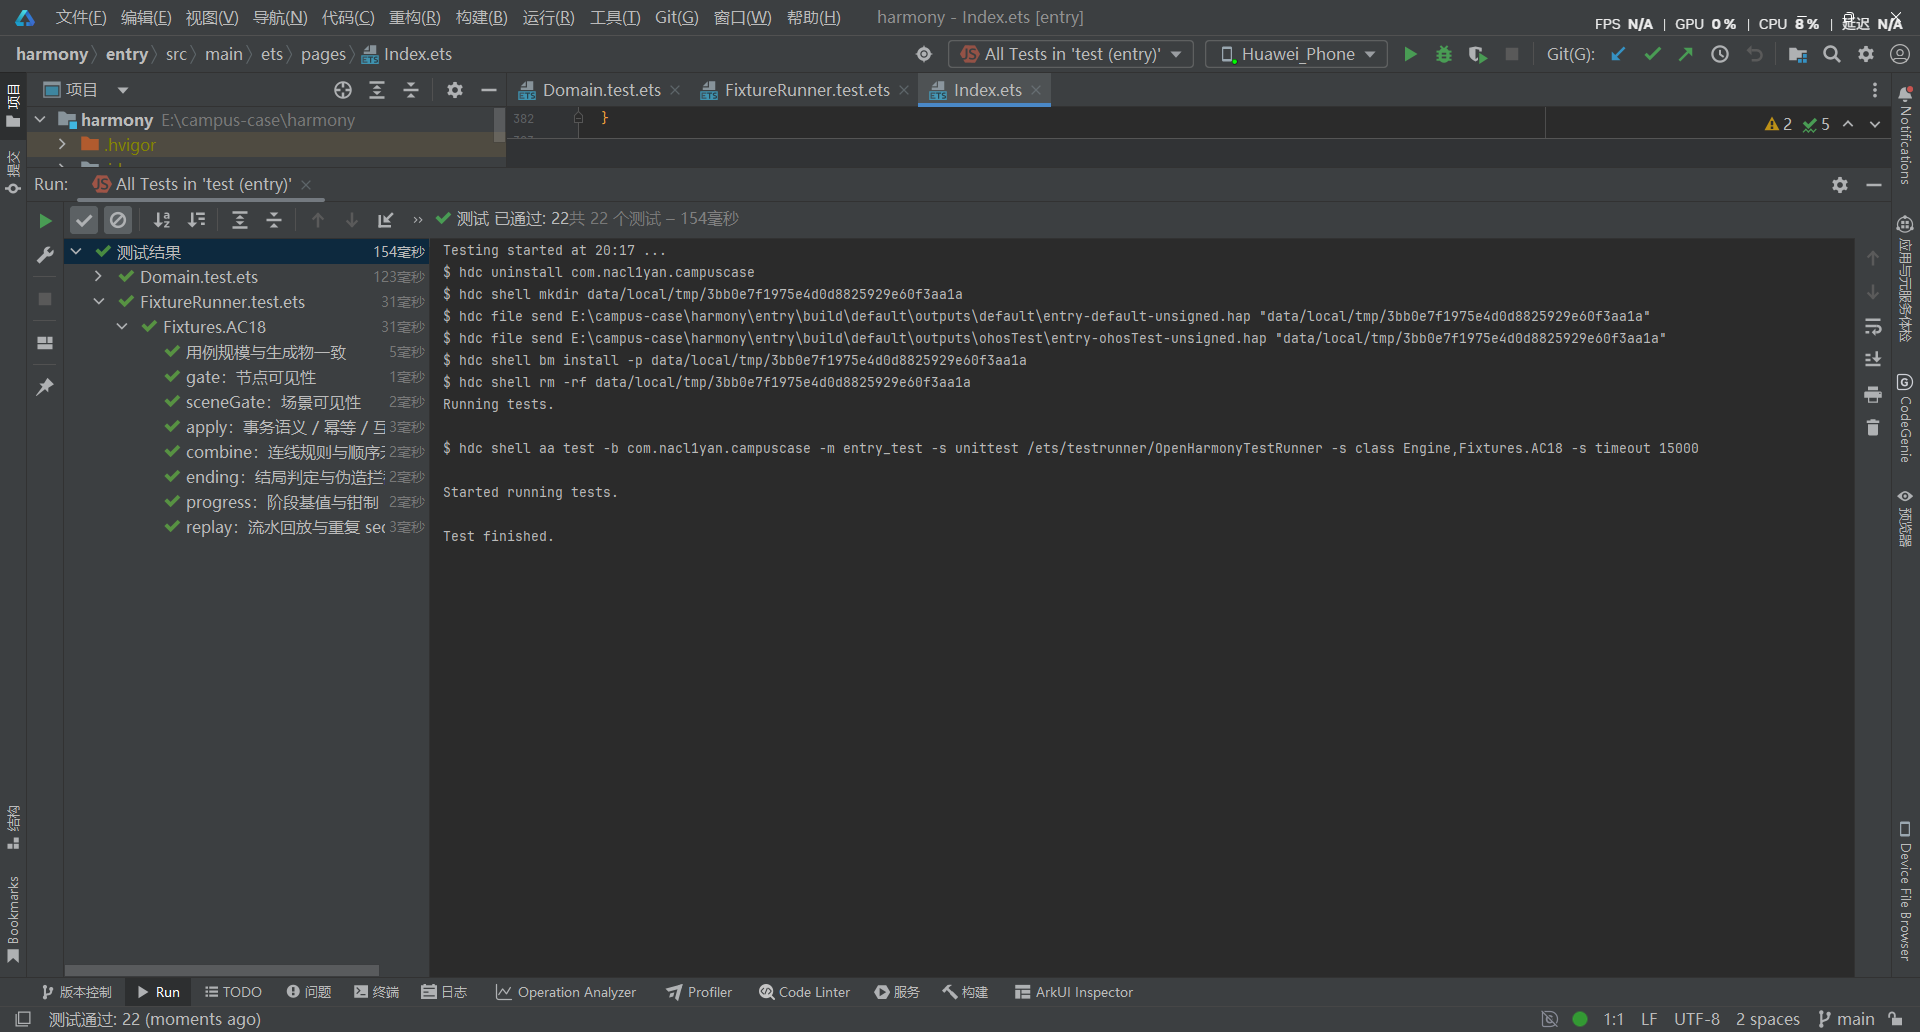 文件(F) 编辑(E) 视图(V) 导航(N) 代码(C) 重构(R) 构建(B) 运行(R) 工具(T) Git(G) 窗口(W) 帮助(H) harmony - Index.ets [entry]
FPS N/A | GPU 0 % | CPU 8 % | 延迟 N/A
harmony entry src main ets pages Index.ets
All Tests in 'test (entry)' Huawei_Phone Git(G):
项目
Domain.test.ets FixtureRunner.test.ets Index.ets
harmony E:\campus-case\harmony
382 }
2 5
.hvigor
Run: All Tests in 'test (entry)'
测试 已通过: 22共 22 个测试 – 154毫秒
测试结果 154毫秒
Domain.test.ets 123毫秒
FixtureRunner.test.ets 31毫秒
Fixtures.AC18 31毫秒
用例规模与生成物一致 5毫秒
gate：节点可见性 1毫秒
sceneGate：场景可见性 2毫秒
apply：事务语义 / 幂等 / 互 3毫秒
combine：连线规则与顺序 2毫秒
ending：结局判定与伪造拦 2毫秒
progress：阶段基值与钳制 2毫秒
replay：流水回放与重复 sec 3毫秒
Testing started at 20:17 ...
$ hdc uninstall com.nacl1yan.campuscase
$ hdc shell mkdir data/local/tmp/3bb0e7f1975e4d0d8825929e60f3aa1a
$ hdc file send E:\campus-case\harmony\entry\build\default\outputs\default\entry-default-unsigned.hap "data/local/tmp/3bb0e7f1975e4d0d8825929e60f3aa1a"
$ hdc file send E:\campus-case\harmony\entry\build\default\outputs\ohosTest\entry-ohosTest-unsigned.hap "data/local/tmp/3bb0e7f1975e4d0d8825929e60f3aa1a"
$ hdc shell bm install -p data/local/tmp/3bb0e7f1975e4d0d8825929e60f3aa1a
$ hdc shell rm -rf data/local/tmp/3bb0e7f1975e4d0d8825929e60f3aa1a
Running tests.
$ hdc shell aa test -b com.nacl1yan.campuscase -m entry_test -s unittest /ets/testrunner/OpenHarmonyTestRunner -s class Engine,Fixtures.AC18 -s timeout 15000
Started running tests.
Test finished.
项目
提交
结构
Bookmarks
Notifications
应用与元服务体检
CodeGenie
预览器
Device File Browser
版本控制 Run TODO 问题 终端 日志 Operation Analyzer Profiler Code Linter 服务 构建 ArkUI Inspector
测试通过: 22 (moments ago)
1:1 LF UTF-8 2 spaces main